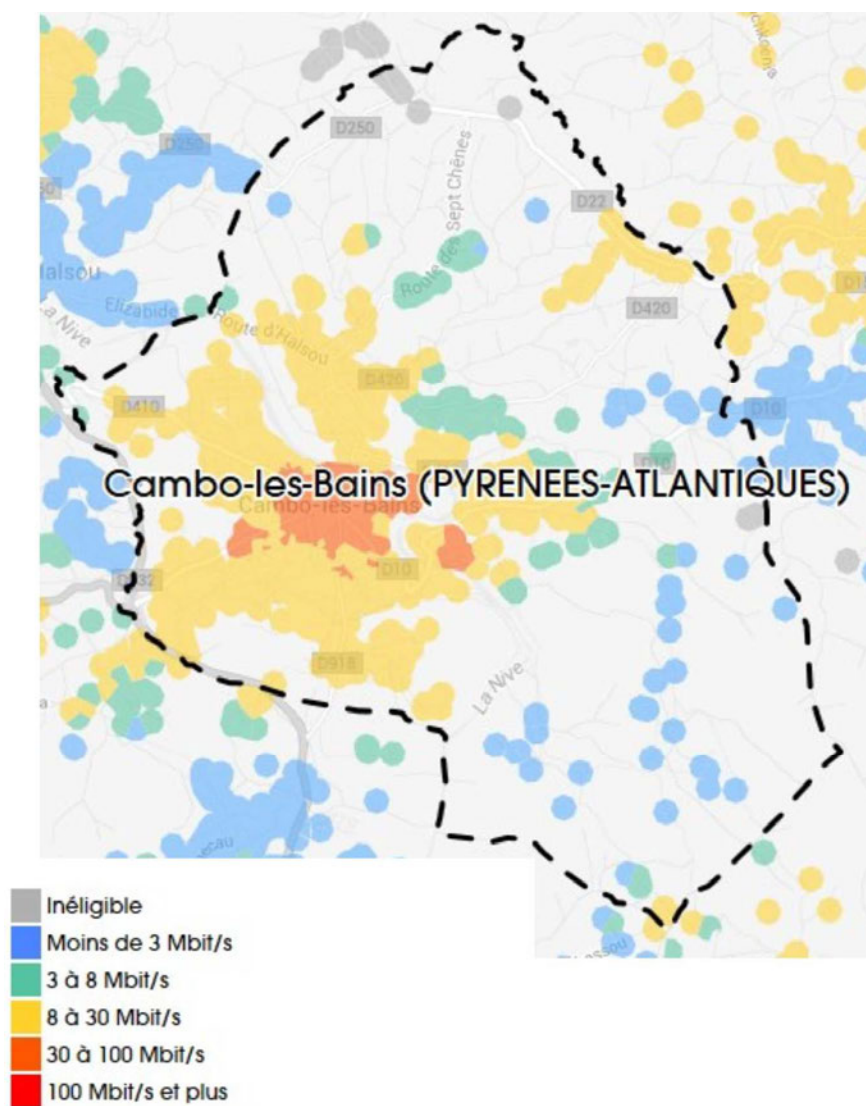 D250
D250
Route des Sept Chênes
D22
Halsou
Elizabide
La Nive
Route d'Halsou
D420
D420
D410
D10
D10
Cambo-les-Bains (PYRENEES-ATLANTIQUES)
Cambo-les-Bains
D932
D10
D918
La Nive
Inéligible
Moins de 3 Mbit/s
3 à 8 Mbit/s
8 à 30 Mbit/s
30 à 100 Mbit/s
100 Mbit/s et plus